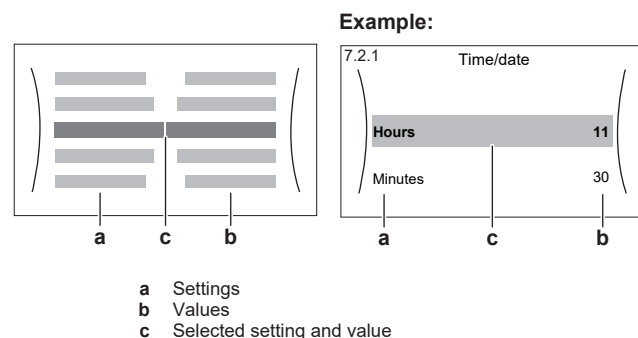 Example:
7.2.1 Time/date
Hours 11
Minutes 30
a c b
a c b
a Settings
b Values
c Selected setting and value